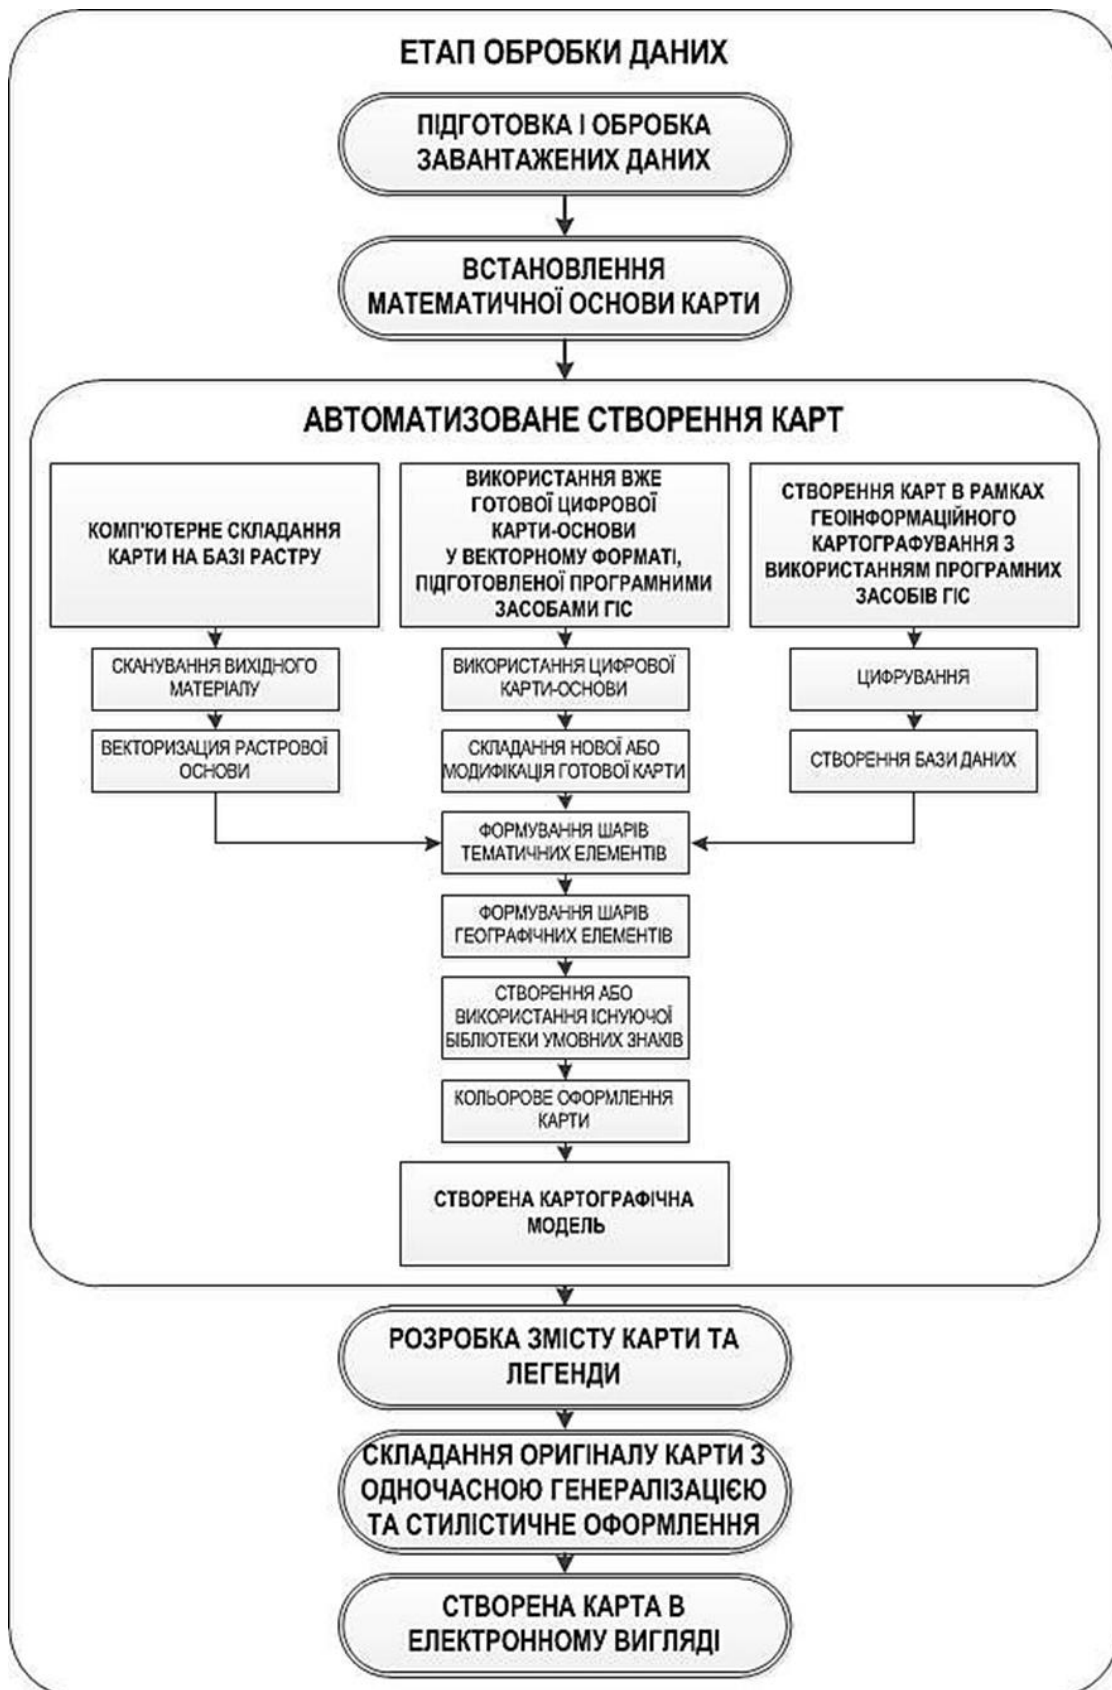 ЕТАП ОБРОБКИ ДАНИХ
ПІДГОТОВКА І ОБРОБКА
ЗАВАНТАЖЕНИХ ДАНИХ
ВСТАНОВЛЕННЯ
МАТЕМАТИЧНОЇ ОСНОВИ КАРТИ
АВТОМАТИЗОВАНЕ СТВОРЕННЯ КАРТ
КОМП'ЮТЕРНЕ СКЛАДАННЯ
КАРТИ НА БАЗІ РАСТРУ
ВИКОРИСТАННЯ ВЖЕ
ГОТОВОЇ ЦИФРОВОЇ
КАРТИ-ОСНОВИ
У ВЕКТОРНОМУ ФОРМАТІ,
ПІДГОТОВЛЕНОЇ ПРОГРАМНИМИ
ЗАСОБАМИ ГІС
СТВОРЕННЯ КАРТ В РАМКАХ
ГЕОІНФОРМАЦІЙНОГО
КАРТОГРАФУВАННЯ З
ВИКОРИСТАННЯМ ПРОГРАМНИХ
ЗАСОБІВ ГІС
СКАНУВАННЯ ВИХІДНОГО
МАТЕРІАЛУ
ВИКОРИСТАННЯ ЦИФРОВОЇ
КАРТИ-ОСНОВИ
ЦИФРУВАННЯ
ВЕКТОРИЗАЦИЯ РАСТРОВОЇ
ОСНОВИ
СКЛАДАННЯ НОВОЇ АБО
МОДИФІКАЦІЯ ГОТОВОЇ КАРТИ
СТВОРЕННЯ БАЗИ ДАНИХ
ФОРМУВАННЯ ШАРІВ
ТЕМАТИЧНИХ ЕЛЕМЕНТІВ
ФОРМУВАННЯ ШАРІВ
ГЕОГРАФІЧНИХ ЕЛЕМЕНТІВ
СТВОРЕННЯ АБО
ВИКОРИСТАННЯ ІСНУЮЧОЇ
БІБЛІОТЕКИ УМОВНИХ ЗНАКІВ
КОЛЬОРОВЕ ОФОРМЛЕННЯ
КАРТИ
СТВОРЕНА КАРТОГРАФІЧНА
МОДЕЛЬ
РОЗРОБКА ЗМІСТУ КАРТИ ТА
ЛЕГЕНДИ
СКЛАДАННЯ ОРИГІНАЛУ КАРТИ З
ОДНОЧАСНОЮ ГЕНЕРАЛІЗАЦІЄЮ
ТА СТИЛІСТИЧНЕ ОФОРМЛЕННЯ
СТВОРЕНА КАРТА В
ЕЛЕКТРОННОМУ ВИГЛЯДІ